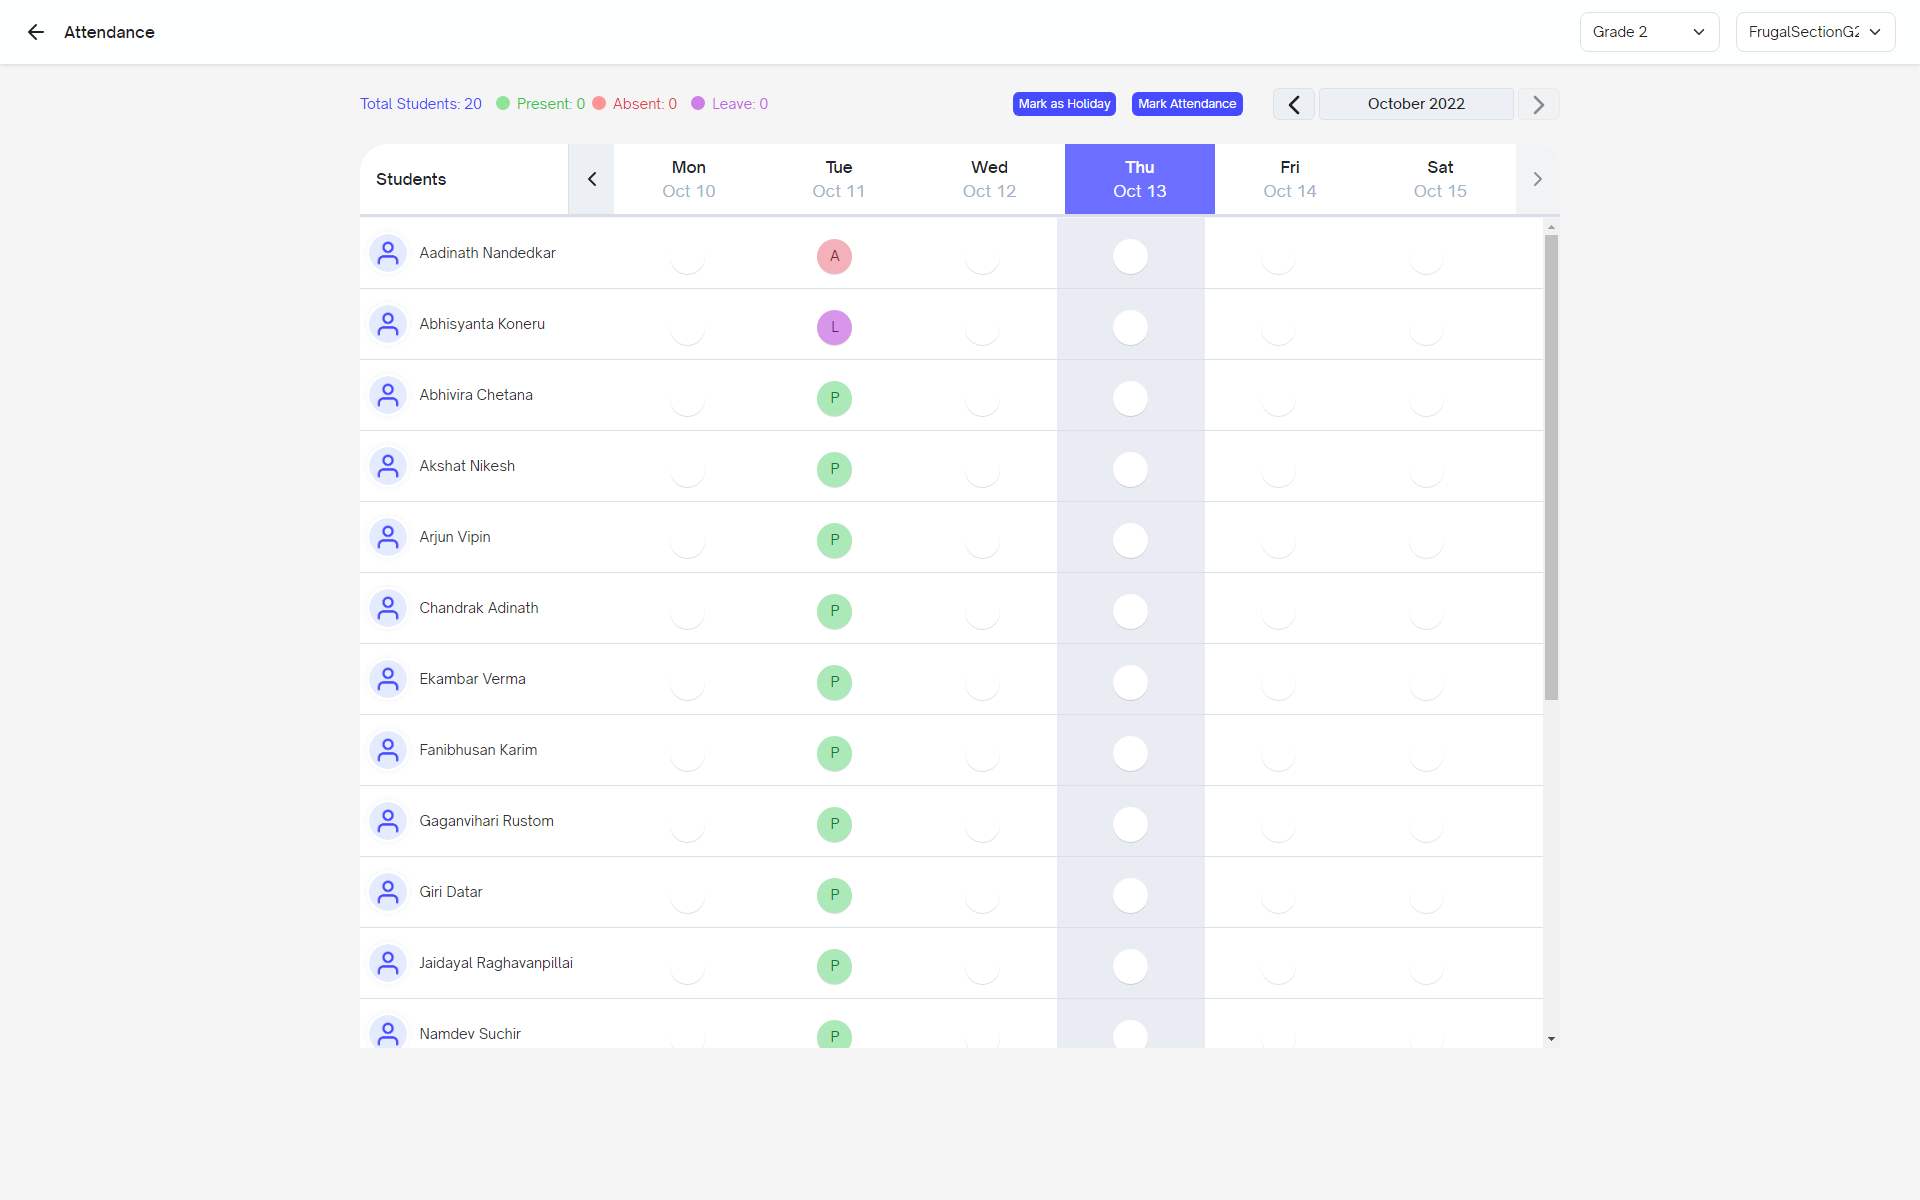 Attendance
Grade 2
FrugalSectionG2
Total Students: 20 Present: 0 Absent: 0 Leave: 0
Mark as Holiday
Mark Attendance
October 2022
Students
Mon Tue Wed Thu Fri Sat
Oct 10 Oct 11 Oct 12 Oct 13 Oct 14 Oct 15
Aadinath Nandedkar A
Abhisyanta Koneru L
Abhivira Chetana P
Akshat Nikesh P
Arjun Vipin P
Chandrak Adinath P
Ekambar Verma P
Fanibhusan Karim P
Gaganvihari Rustom P
Giri Datar P
Jaidayal Raghavanpillai P
Namdev Suchir P